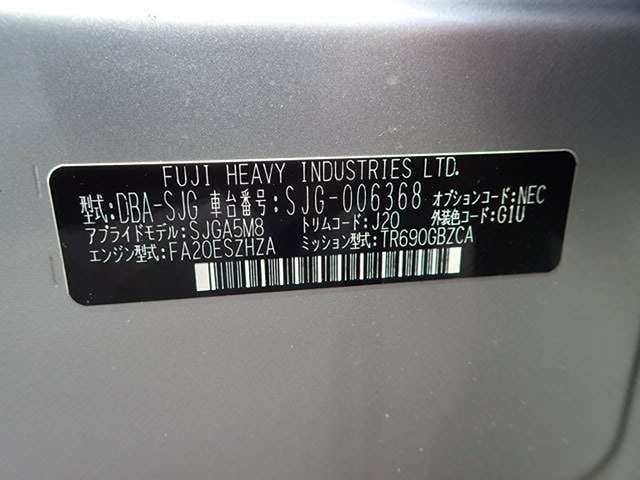 FUJI HEAVY INDUSTRIES LTD.
型式:DBA-SJG 車台番号:SJG-006368 オプションコード:NEC
アプライドモデル:SJGA5M8 トリムコード:J20 外装色コード:G1U
エンジン型式:FA20ESZHZA ミッション型式:TR690GBZCA